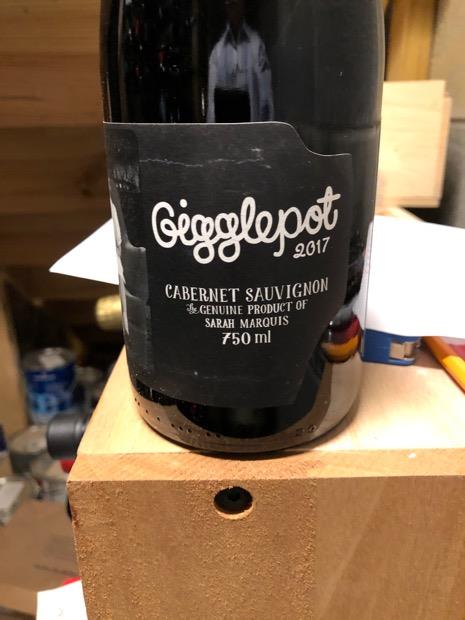 Gigglepot
2017
CABERNET SAUVIGNON
the GENUINE PRODUCT OF
SARAH MARQUIS
750 ml